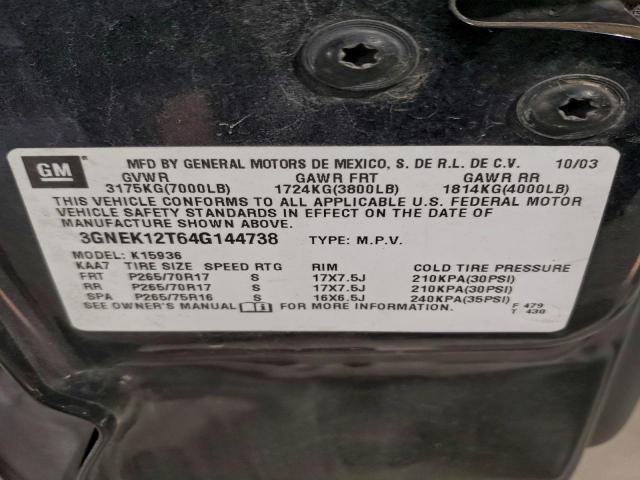 GM MFD BY GENERAL MOTORS DE MEXICO, S. DE R.L. DE C.V. 10/03
GVWR GAWR FRT GAWR RR
3175KG(7000LB) 1724KG(3800LB) 1814KG(4000LB)
THIS VEHICLE CONFORMS TO ALL APPLICABLE U.S. FEDERAL MOTOR
VEHICLE SAFETY STANDARDS IN EFFECT ON THE DATE OF
MANUFACTURE SHOWN ABOVE.
3GNEK12T64G144738 TYPE: M.P.V.
MODEL: K15936
KAA7 TIRE SIZE SPEED RTG RIM COLD TIRE PRESSURE
FRT P265/70R17 S 17X7.5J 210KPA(30PSI)
RR P265/70R17 S 17X7.5J 210KPA(30PSI)
SPA P265/75R16 S 16X6.5J 240KPA(35PSI)
SEE OWNER'S MANUAL FOR MORE INFORMATION. F 479
T 430